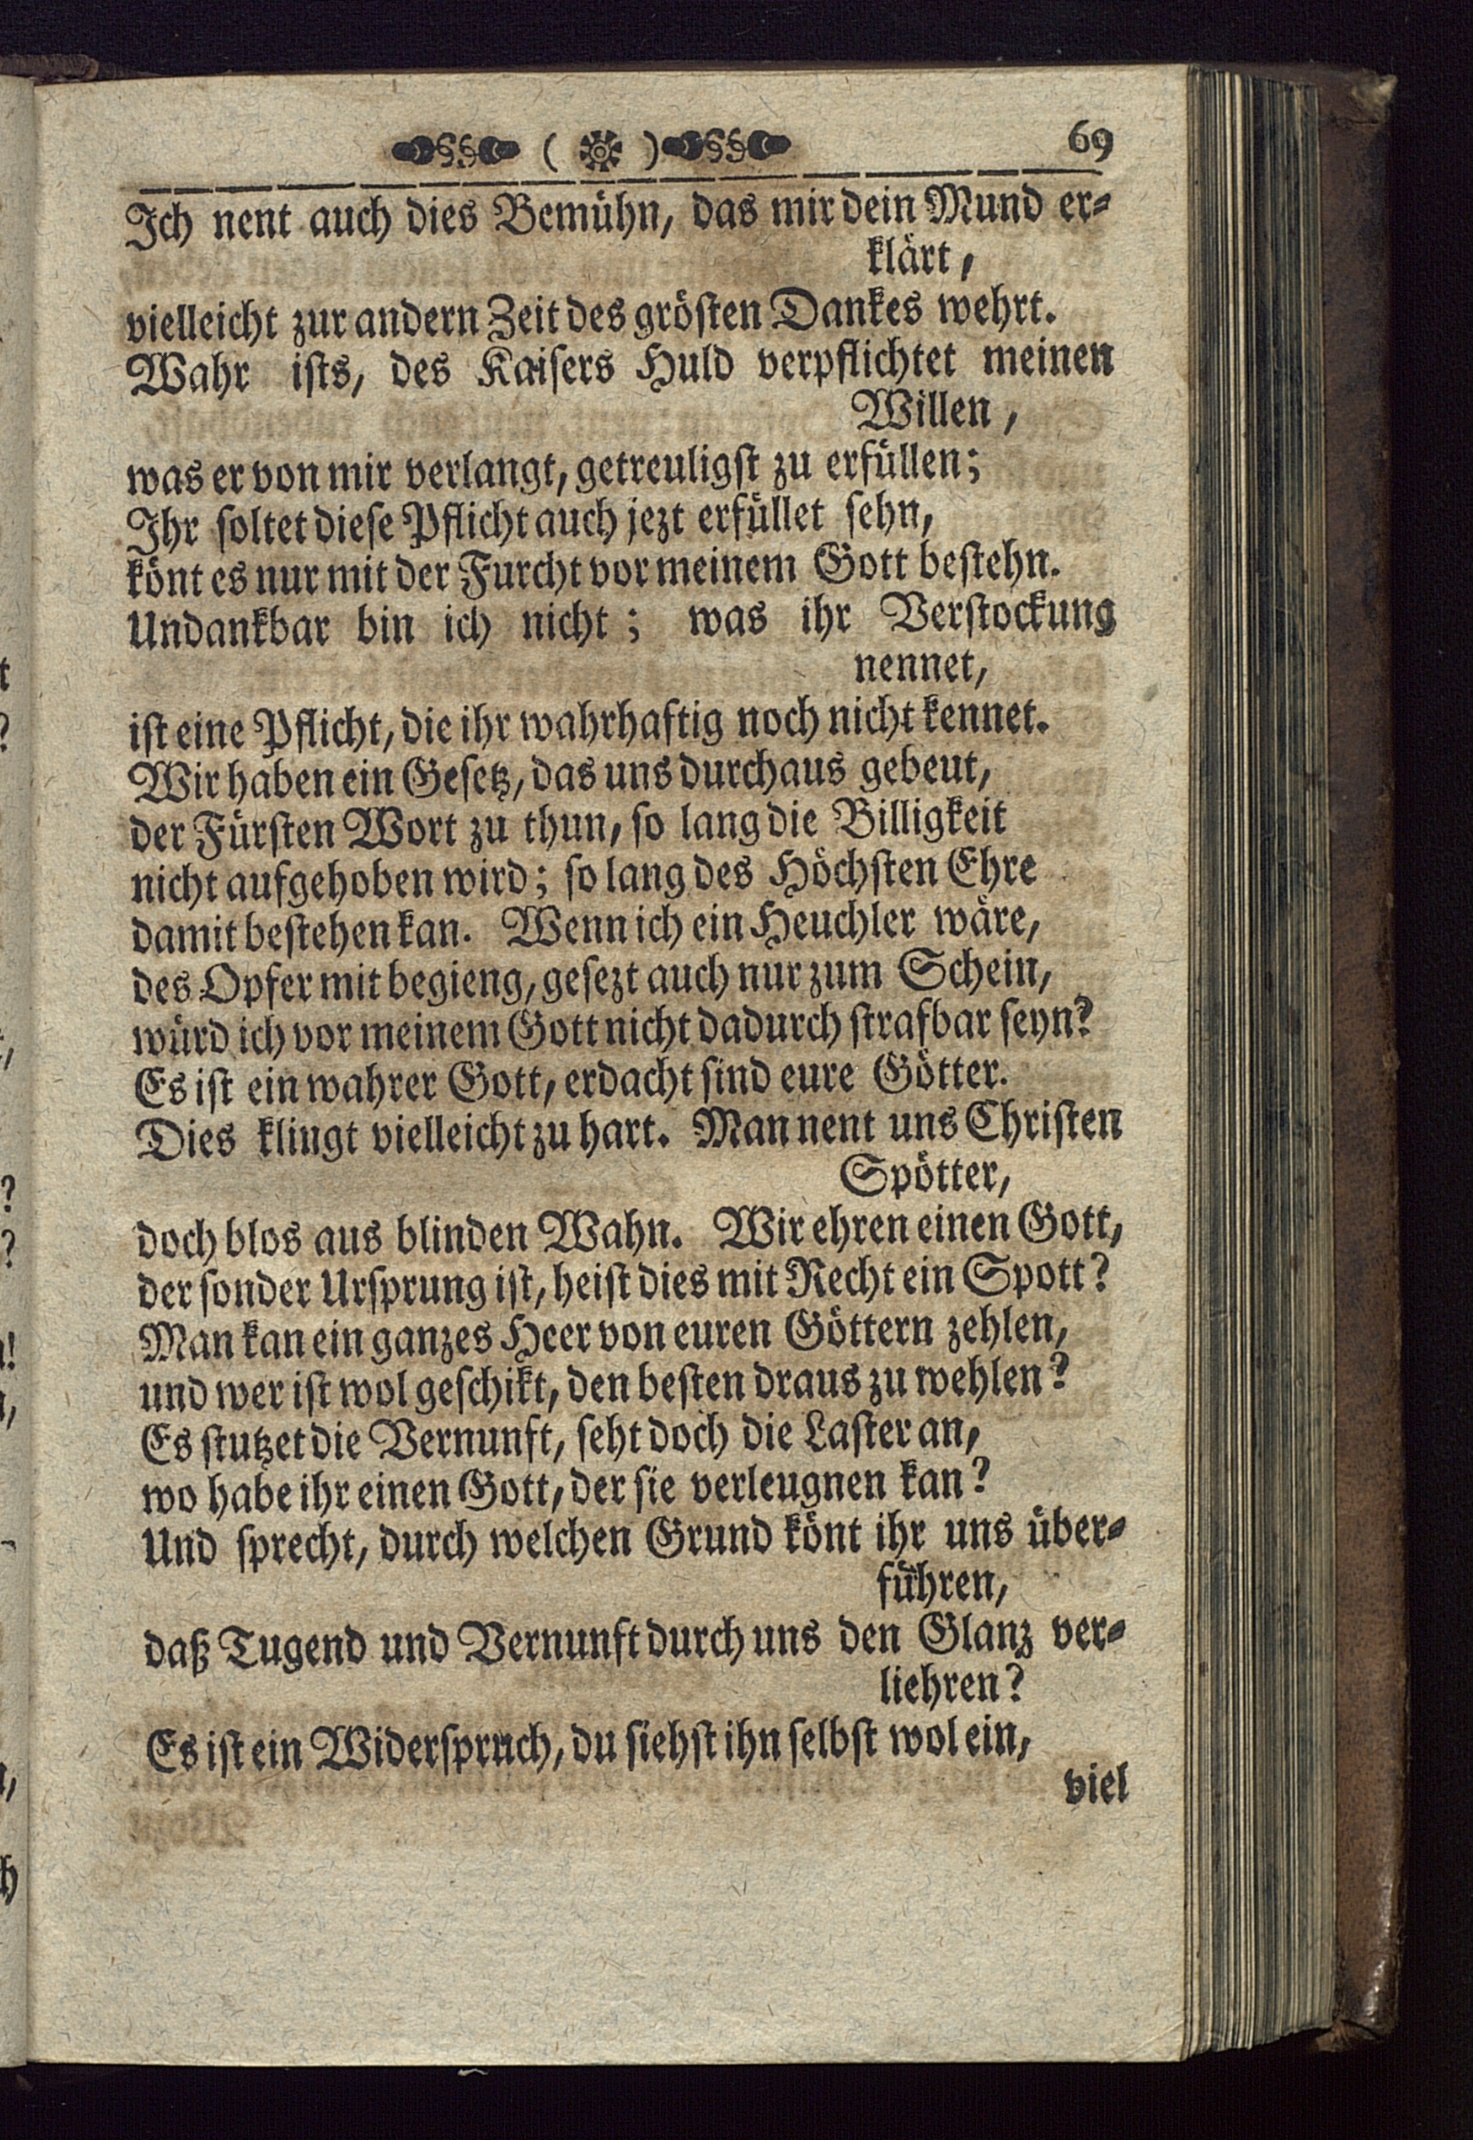 ( ) 69
Ich nent auch dies Bemühn, das mir dein Mund er-
klärt,
vielleicht zur andern Zeit des grösten Dankes wehrt.
Wahr ists, des Kaisers Huld verpflichtet meinen
Willen,
was er von mir verlangt, getreuligst zu erfüllen;
Ihr soltet diese Pflicht auch jezt erfüllet sehn,
könt es nur mit der Furcht vor meinem Gott bestehn.
Undankbar bin ich nicht; was ihr Verstockung
nennet,
ist eine Pflicht, die ihr wahrhaftig noch nicht kennet.
Wir haben ein Gesetz, das uns durchaus gebeut,
der Fürsten Wort zu thun, so lang die Billigkeit
nicht aufgehoben wird; so lang des Höchsten Ehre
damit bestehen kan. Wenn ich ein Heuchler wäre,
des Opfer mit begieng, gesezt auch nur zum Schein,
würd ich vor meinem Gott nicht dadurch strafbar seyn?
Es ist ein wahrer Gott, erdacht sind eure Götter.
Dies klingt vielleicht zu hart. Man nent uns Christen
Spötter,
doch blos aus blinden Wahn. Wir ehren einen Gott,
der sonder Ursprung ist, heist dies mit Recht ein Spott?
Man kan ein ganzes Heer von euren Göttern zehlen,
und wer ist wol geschikt, den besten draus zu wehlen?
Es stutzet die Vernunft, seht doch die Laster an,
wo habe ihr einen Gott, der sie verleugnen kan?
Und sprecht, durch welchen Grund könt ihr uns über-
führen,
daß Tugend und Vernunft durch uns den Glanz ver-
liehren?
Es ist ein Widerspruch, du siehst ihn selbst wol ein,
viel